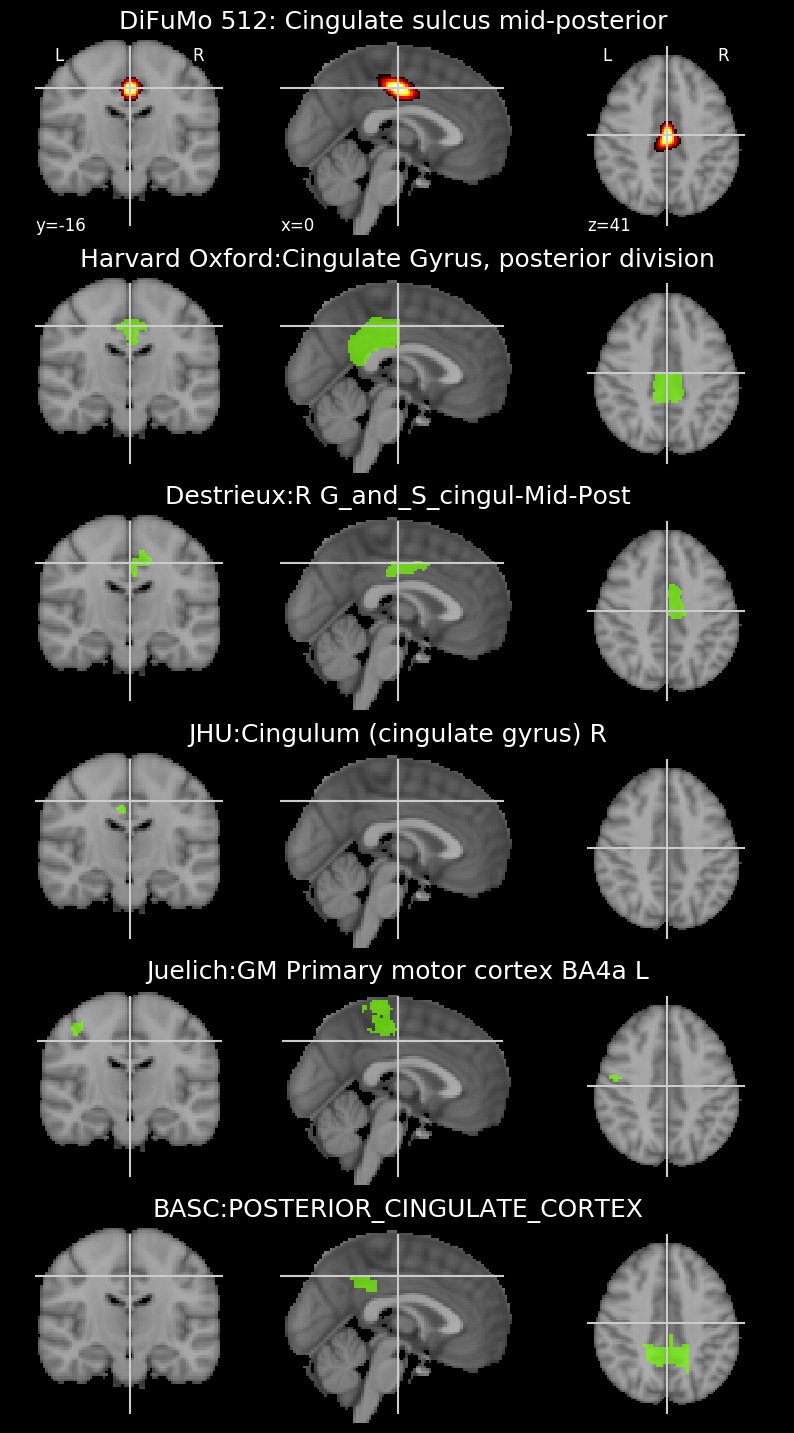 DiFuMo 512: Cingulate sulcus mid-posterior
L R L R
y=-16 x=0 z=41
Harvard Oxford:Cingulate Gyrus, posterior division
Destrieux:R G_and_S_cingul-Mid-Post
JHU:Cingulum (cingulate gyrus) R
Juelich:GM Primary motor cortex BA4a L
BASC:POSTERIOR_CINGULATE_CORTEX